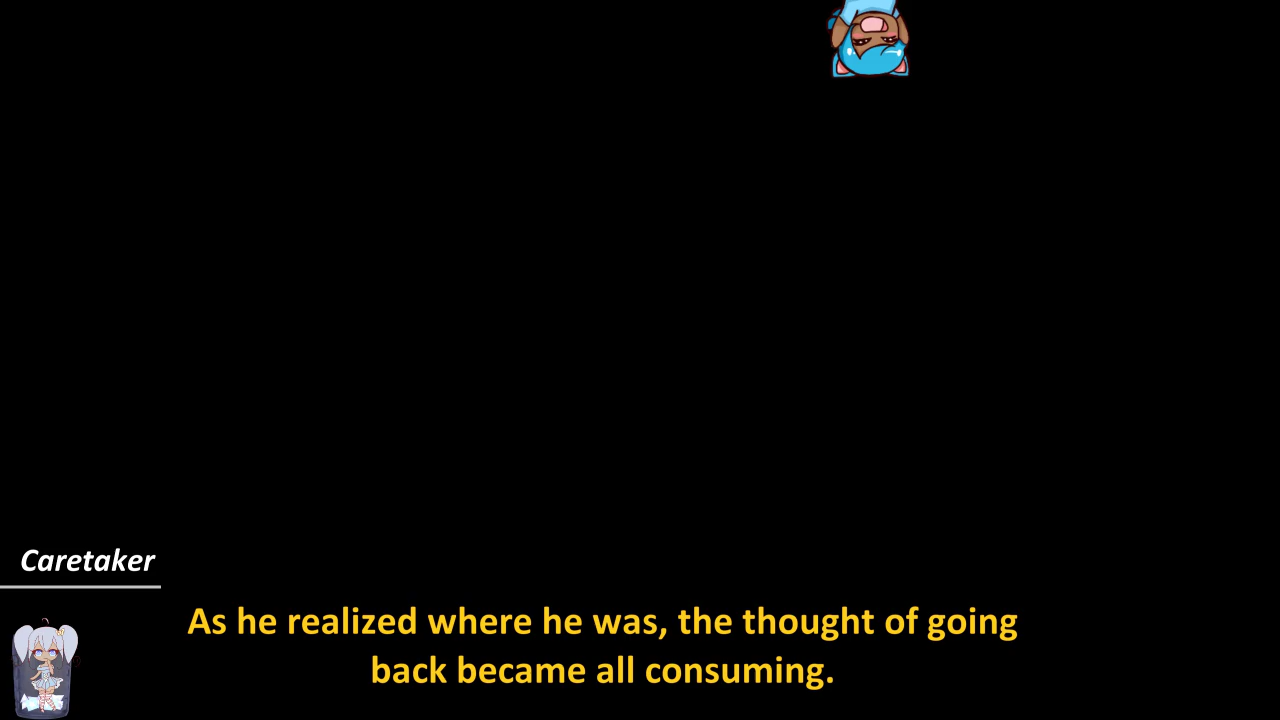 Caretaker
As he realized where he was, the thought of going
back became all consuming.